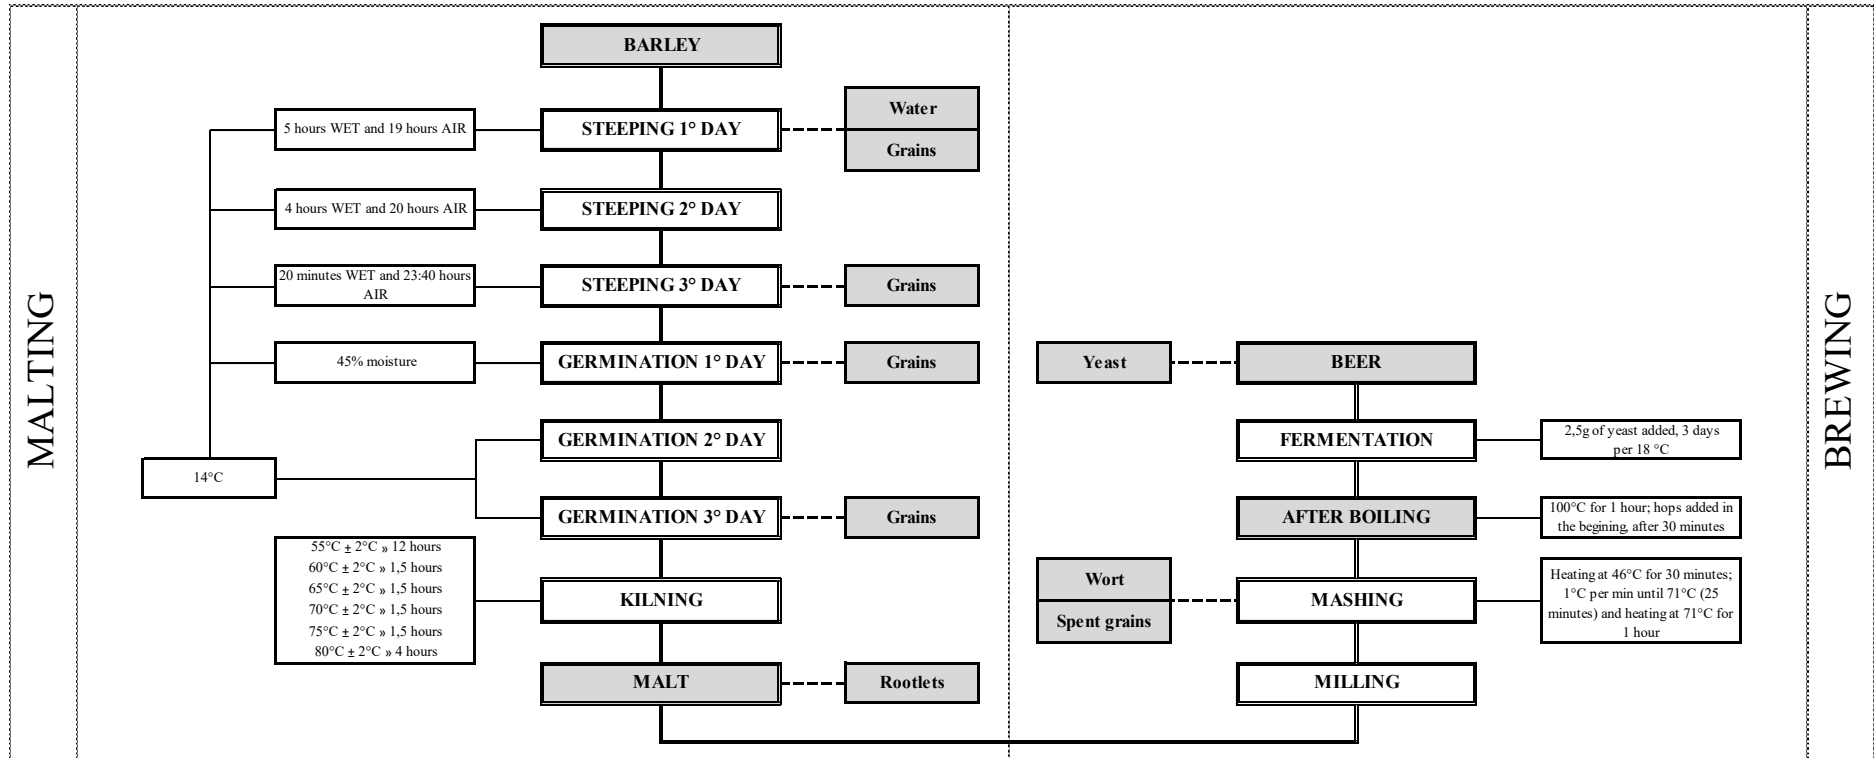 MALTING
BARLEY
Water
5 hours WET and 19 hours AIR
STEEPING 1° DAY
Grains
4 hours WET and 20 hours AIR
STEEPING 2° DAY
20 minutes WET and 23:40 hours
AIR
STEEPING 3° DAY
Grains
45% moisture
GERMINATION 1° DAY
Grains
GERMINATION 2° DAY
14°C
GERMINATION 3° DAY
Grains
55°C ± 2°C » 12 hours
60°C ± 2°C » 1,5 hours
65°C ± 2°C » 1,5 hours
70°C ± 2°C » 1,5 hours
75°C ± 2°C » 1,5 hours
80°C ± 2°C » 4 hours
KILNING
MALT
Rootlets
Yeast
BEER
FERMENTATION
2,5g of yeast added, 3 days
per 18 °C
AFTER BOILING
100°C for 1 hour; hops added in
the begining, after 30 minutes
Wort
Spent grains
MASHING
Heating at 46°C for 30 minutes;
1°C per min until 71°C (25
minutes) and heating at 71°C for
1 hour
MILLING
BREWING